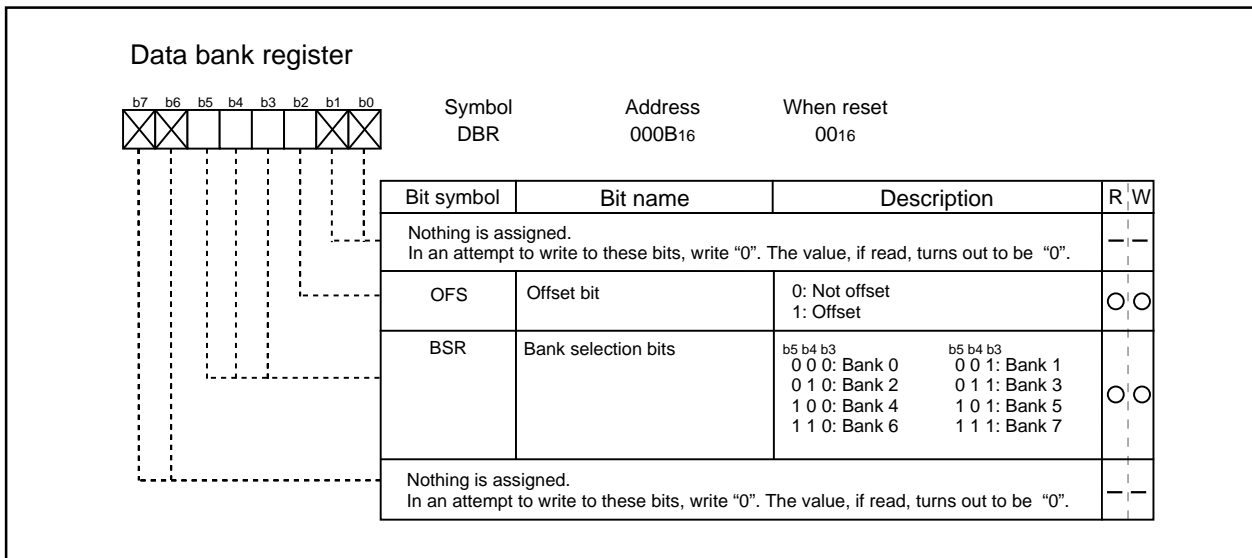 Data bank register
b7 b6 b5 b4 b3 b2 b1 b0
Symbol Address When reset
DBR 000B16 0016
Bit symbol Bit name Description R W
Nothing is assigned.
In an attempt to write to these bits, write “0”. The value, if read, turns out to be “0”.
OFS Offset bit 0: Not offset
1: Offset
BSR Bank selection bits b5 b4 b3 b5 b4 b3
0 0 0: Bank 0 0 0 1: Bank 1
0 1 0: Bank 2 0 1 1: Bank 3
1 0 0: Bank 4 1 0 1: Bank 5
1 1 0: Bank 6 1 1 1: Bank 7
Nothing is assigned.
In an attempt to write to these bits, write “0”. The value, if read, turns out to be “0”.